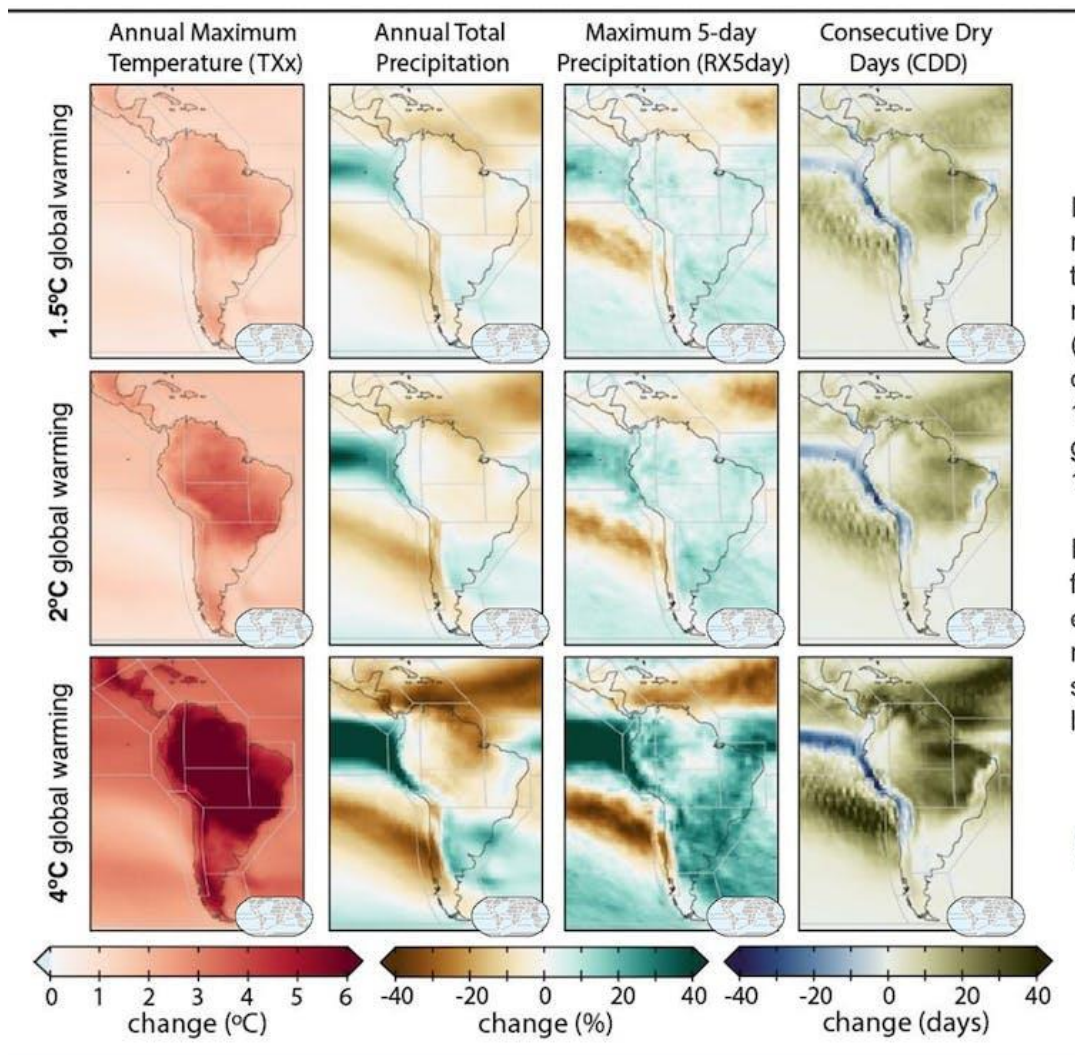 Annual Maximum
Temperature (TXx)
Annual Total
Precipitation
Maximum 5-day
Precipitation (RX5day)
Consecutive Dry
Days (CDD)
1.5ºC global warming
2ºC global warming
4ºC global warming
0 1 2 3 4 5 6
change (ºC)
-40 -20 0 20 40
change (%)
-40 -20 0 20 40
change (days)